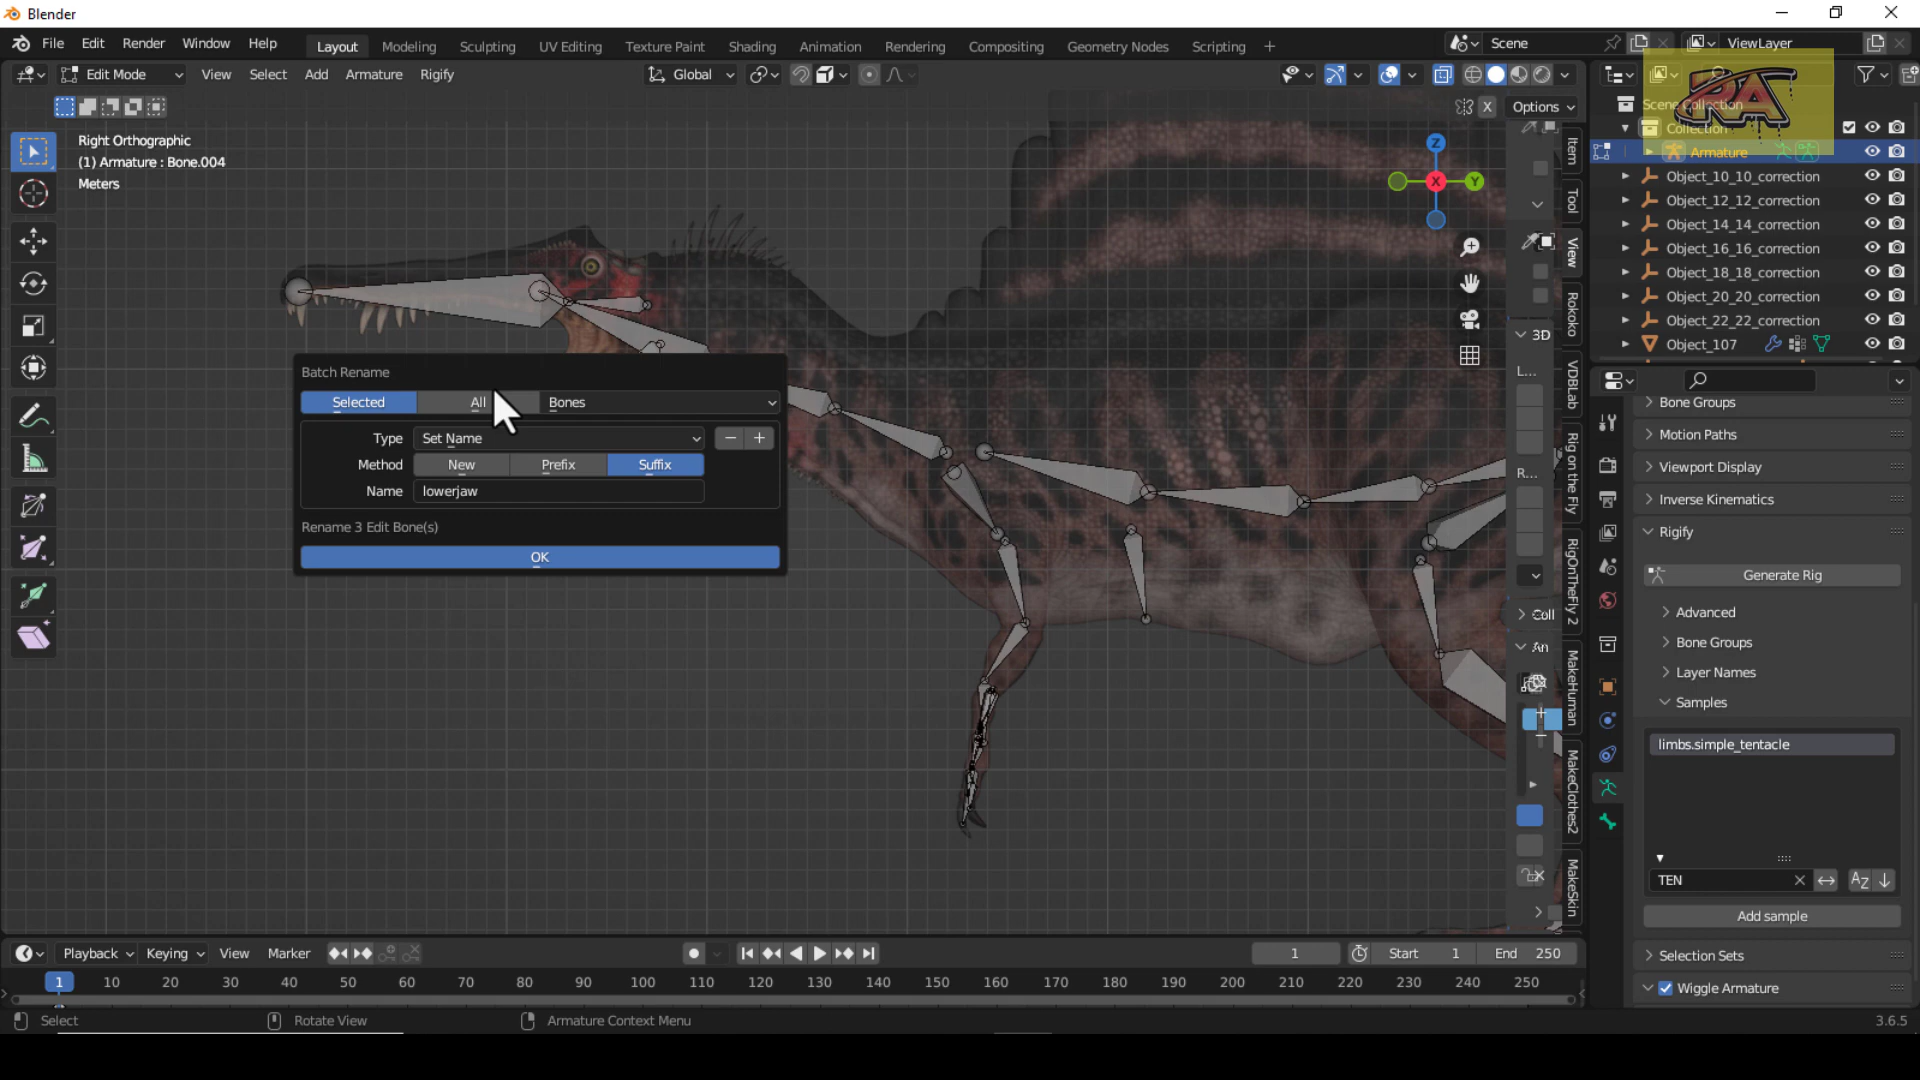 Blender
File Edit Render Window Help Layout Modeling Sculpting UV Editing Texture Paint Shading Animation Rendering Compositing Geometry Nodes Scripting + Scene ViewLayer
Edit Mode View Select Add Armature Rigify Global
X Options
RA
Scene Collection
Collection
Armature
Object_10_10_correction
Object_12_12_correction
Object_14_14_correction
Object_16_16_correction
Object_18_18_correction
Object_20_20_correction
Object_22_22_correction
Object_107
Right Orthographic
(1) Armature : Bone.004
Meters
Z
X
Y
Item
Tool
View
Rokoko
VDBLab
Rig on the Fly
RigOnTheFly 2
MakeHuman
MakeClothes2
MakeSkin
3D
L...
R...
Coll
An
Batch Rename
Selected All Bones
Type Set Name
Method New Prefix Suffix
Name lowerjaw
Rename 3 Edit Bone(s)
OK
Bone Groups
Motion Paths
Viewport Display
Inverse Kinematics
Rigify
Generate Rig
Advanced
Bone Groups
Layer Names
Samples
limbs.simple_tentacle
TEN
Add sample
Selection Sets
Wiggle Armature
Playback Keying View Marker 1 Start 1 End 250
1 10 20 30 40 50 60 70 80 90 100 110 120 130 140 150 160 170 180 190 200 210 220 230 240 250
Select Rotate View Armature Context Menu 3.6.5